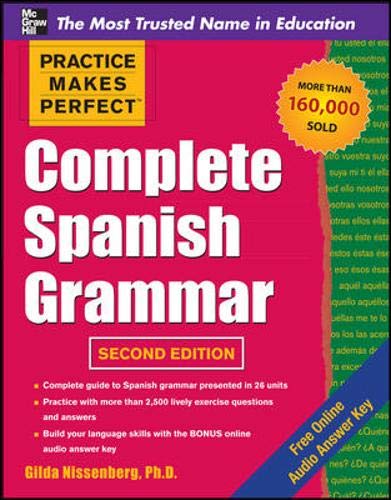 Mc
Graw
Hill
The Most Trusted Name in Education
PRACTICE
MAKES
PERFECT™
MORE THAN
160,000
SOLD
Complete
Spanish
Grammar
SECOND EDITION
• Complete guide to Spanish grammar presented in 26 units
• Practice with more than 2,500 lively exercise questions
and answers
• Build your language skills with the BONUS online
audio answer key
Gilda Nissenberg, Ph.D.
Free Online
Audio Answer Key